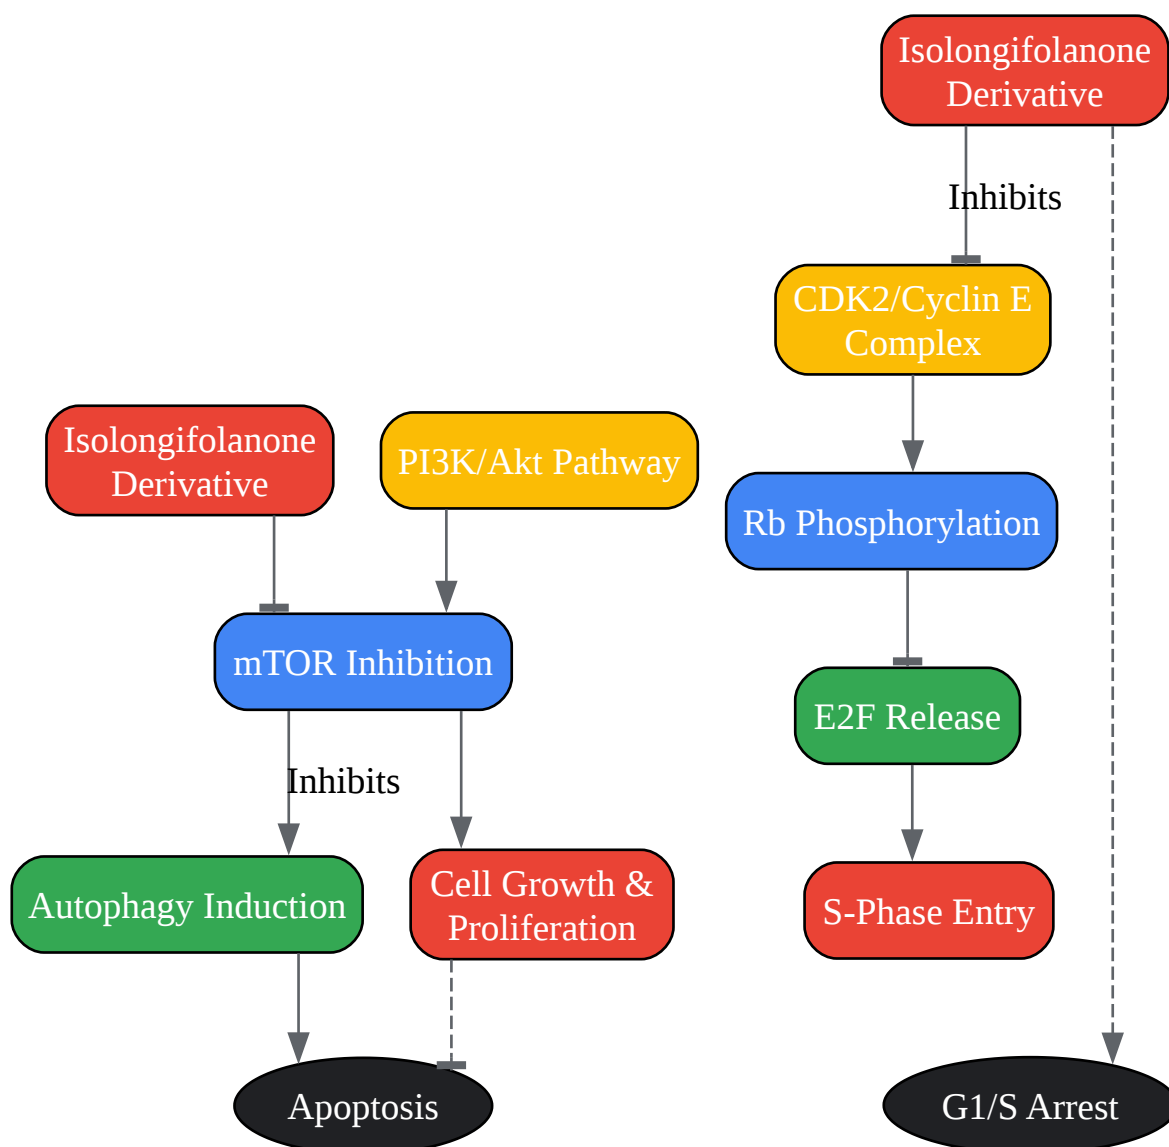 Isolongifolanone
Derivative
Inhibits
CDK2/Cyclin E
Complex
Isolongifolanone
Derivative
PI3K/Akt Pathway
Rb Phosphorylation
mTOR Inhibition
E2F Release
Inhibits
Autophagy Induction
Cell Growth &
Proliferation
S-Phase Entry
Apoptosis
G1/S Arrest